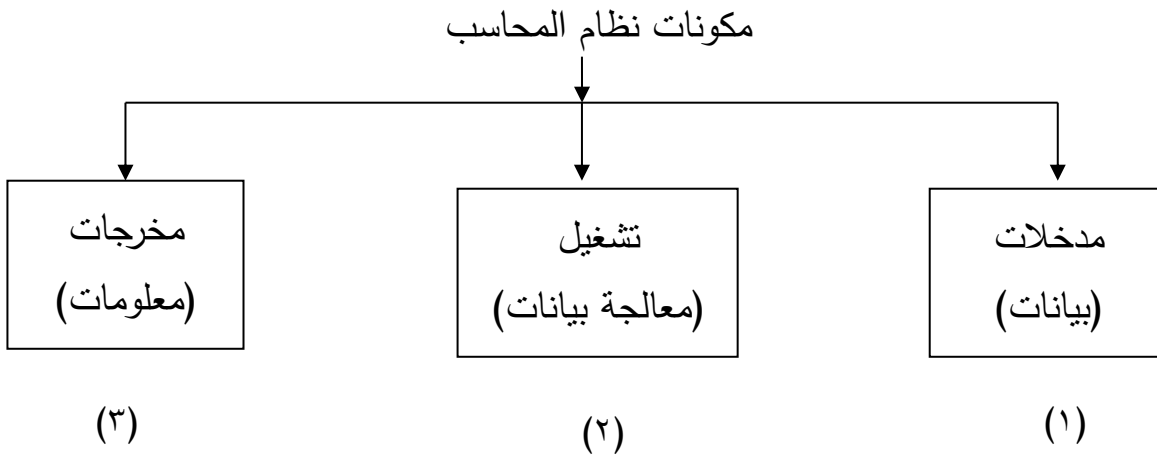 مكونات نظام المحاسب
مدخلات
(بيانات)
(١)
تشغيل
(معالجة بيانات)
(٢)
مخرجات
(معلومات)
(٣)